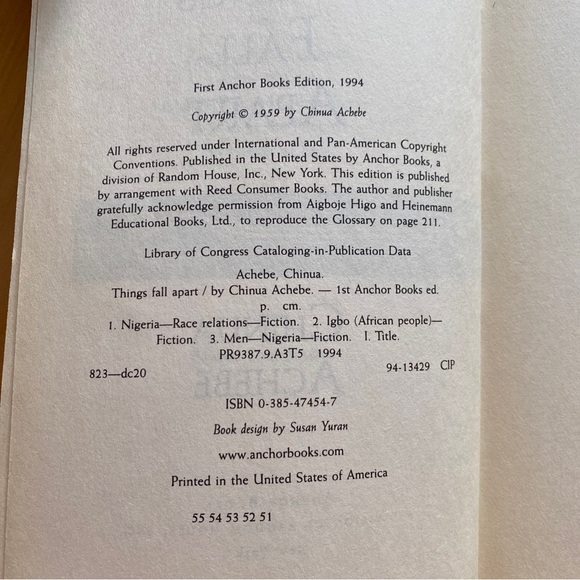 First Anchor Books Edition, 1994
Copyright © 1959 by Chinua Achebe
All rights reserved under International and Pan-American Copyright
Conventions. Published in the United States by Anchor Books, a
division of Random House, Inc., New York. This edition is published
by arrangement with Reed Consumer Books. The author and publisher
gratefully acknowledge permission from Aigboje Higo and Heinemann
Educational Books, Ltd., to reproduce the Glossary on page 211.
Library of Congress Cataloging-in-Publication Data
Achebe, Chinua.
Things fall apart / by Chinua Achebe. — 1st Anchor Books ed.
p. cm.
1. Nigeria—Race relations—Fiction. 2. Igbo (African people)—
Fiction. 3. Men—Nigeria—Fiction. I. Title.
PR9387.9.A3T5 1994
823—dc20 94-13429 CIP
ISBN 0-385-47454-7
Book design by Susan Yuran
www.anchorbooks.com
Printed in the United States of America
55 54 53 52 51